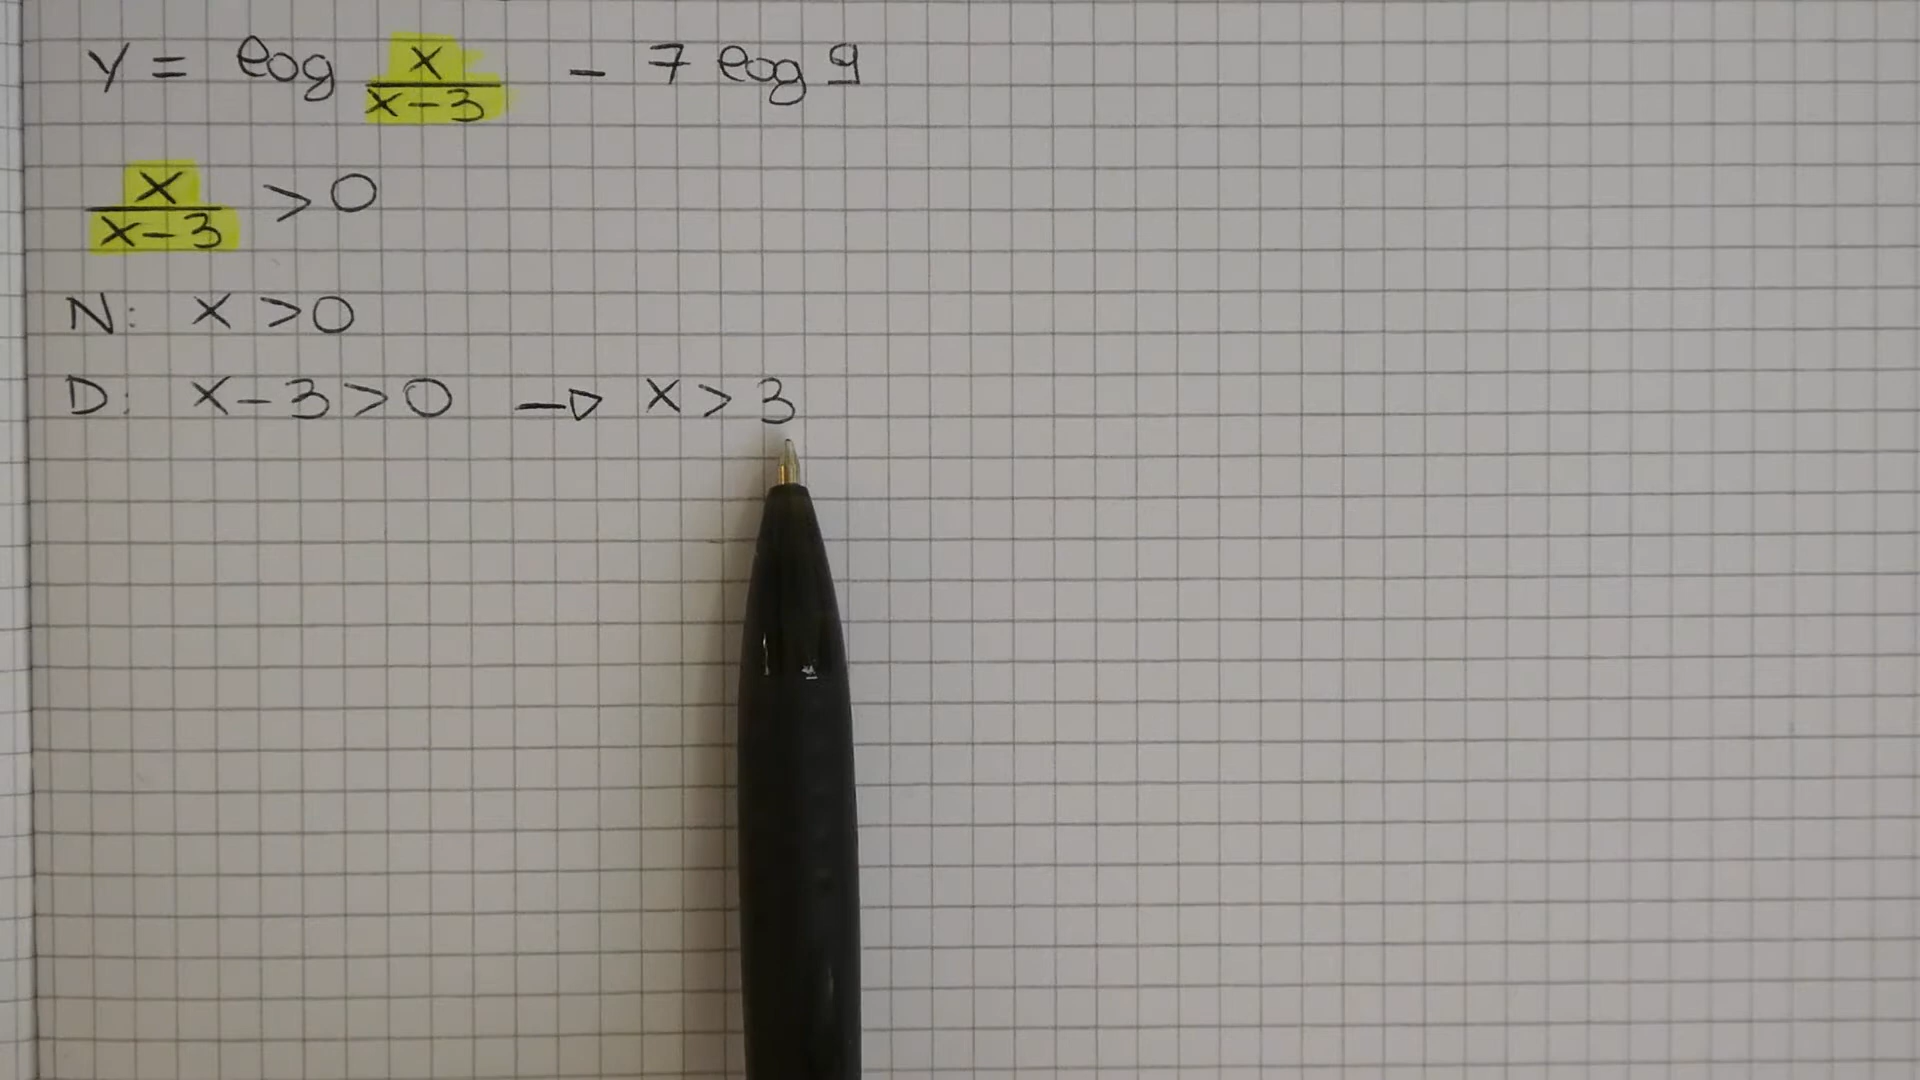 y = log x/(x-3) - 7 log 9
x/(x-3) > 0
N: x > 0
D: x - 3 > 0 → x > 3